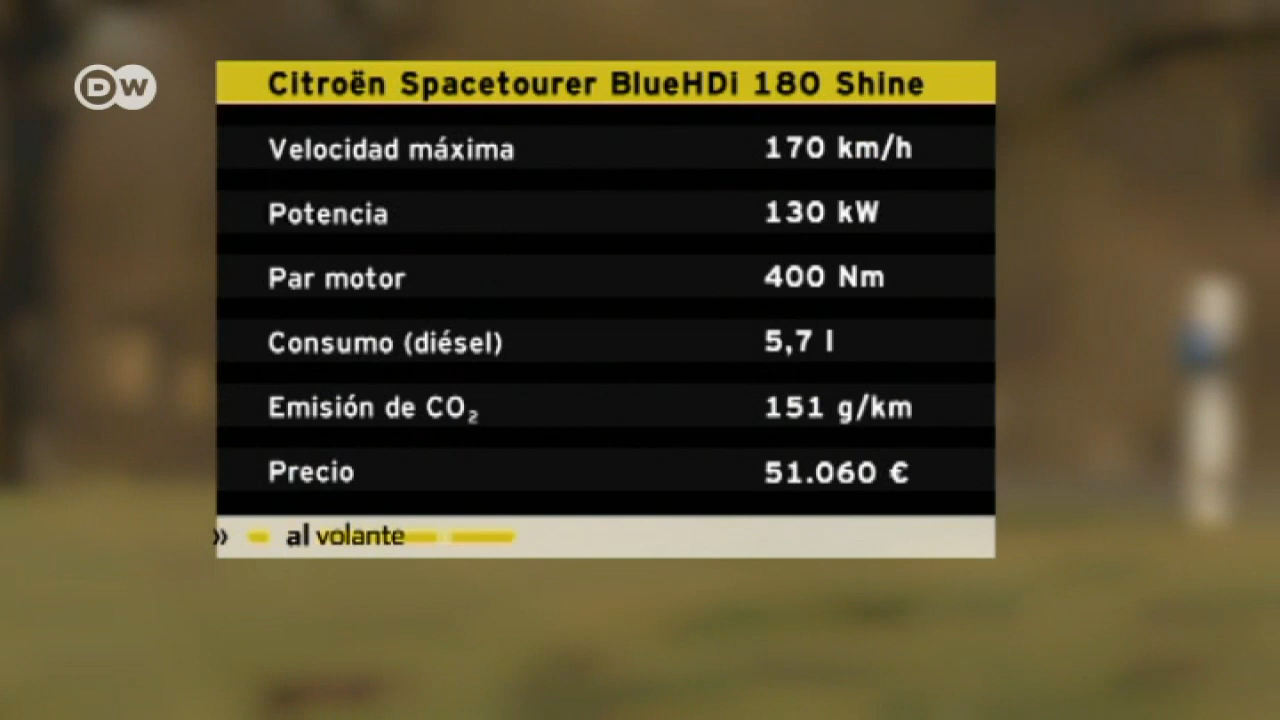 DW
Citroën Spacetourer BlueHDi 180 Shine
Velocidad máxima 170 km/h
Potencia 130 kW
Par motor 400 Nm
Consumo (diésel) 5,7 l
Emisión de CO₂ 151 g/km
Precio 51.060 €
» al volante